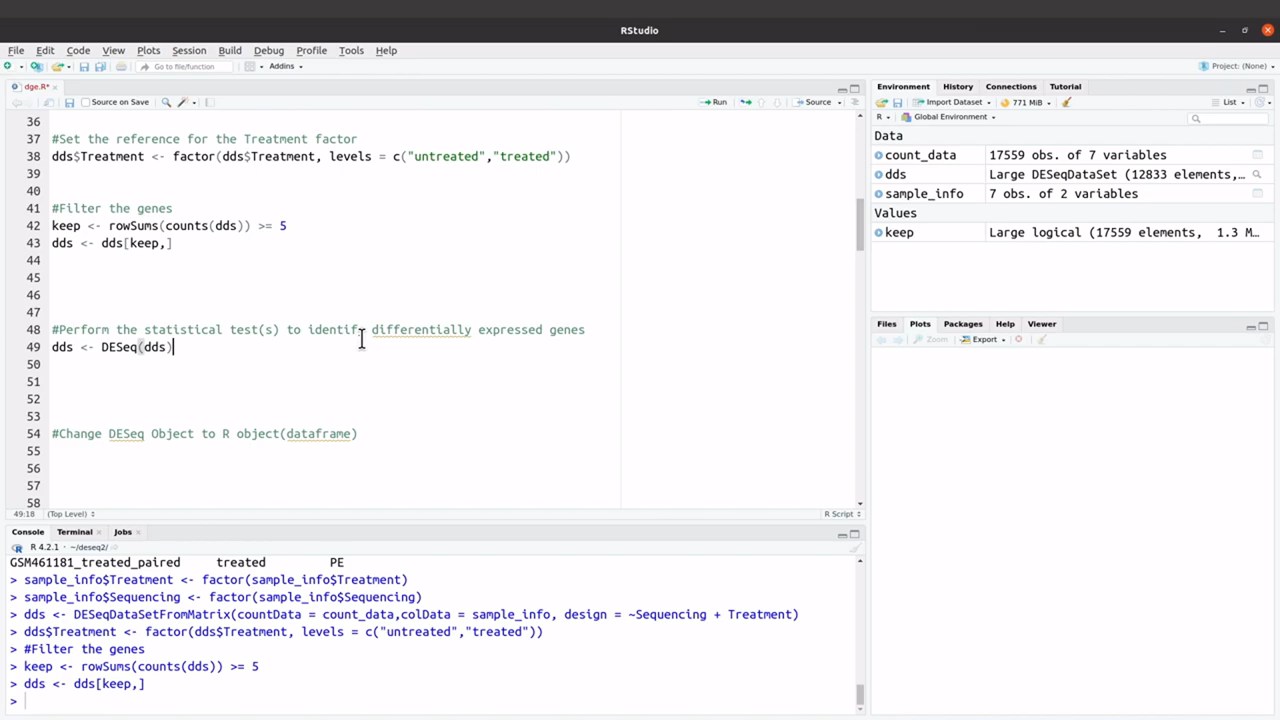 RStudio
File Edit Code View Plots Session Build Debug Profile Tools Help
Go to file/function Addins Project: (None)
dge.R*
Source on Save Run Source
36
37 #Set the reference for the Treatment factor
38 dds$Treatment <- factor(dds$Treatment, levels = c("untreated","treated"))
39
40
41 #Filter the genes
42 keep <- rowSums(counts(dds)) >= 5
43 dds <- dds[keep,]
44
45
46
47
48 #Perform the statistical test(s) to identify differentially expressed genes
49 dds <- DESeq(dds)
50
51
52
53
54 #Change DESeq Object to R object(dataframe)
55
56
57
58
49:18 (Top Level) R Script
Console Terminal Jobs
R 4.2.1 · ~/deseq2/
GSM461181_treated_paired treated PE
> sample_info$Treatment <- factor(sample_info$Treatment)
> sample_info$Sequencing <- factor(sample_info$Sequencing)
> dds <- DESeqDataSetFromMatrix(countData = count_data,colData = sample_info, design = ~Sequencing + Treatment)
> dds$Treatment <- factor(dds$Treatment, levels = c("untreated","treated"))
> #Filter the genes
> keep <- rowSums(counts(dds)) >= 5
> dds <- dds[keep,]
>
Environment History Connections Tutorial
Import Dataset 771 MiB List
R Global Environment
Data
count_data 17559 obs. of 7 variables
dds Large DESeqDataSet (12833 elements,…
sample_info 7 obs. of 2 variables
Values
keep Large logical (17559 elements, 1.3 M…
Files Plots Packages Help Viewer
Zoom Export